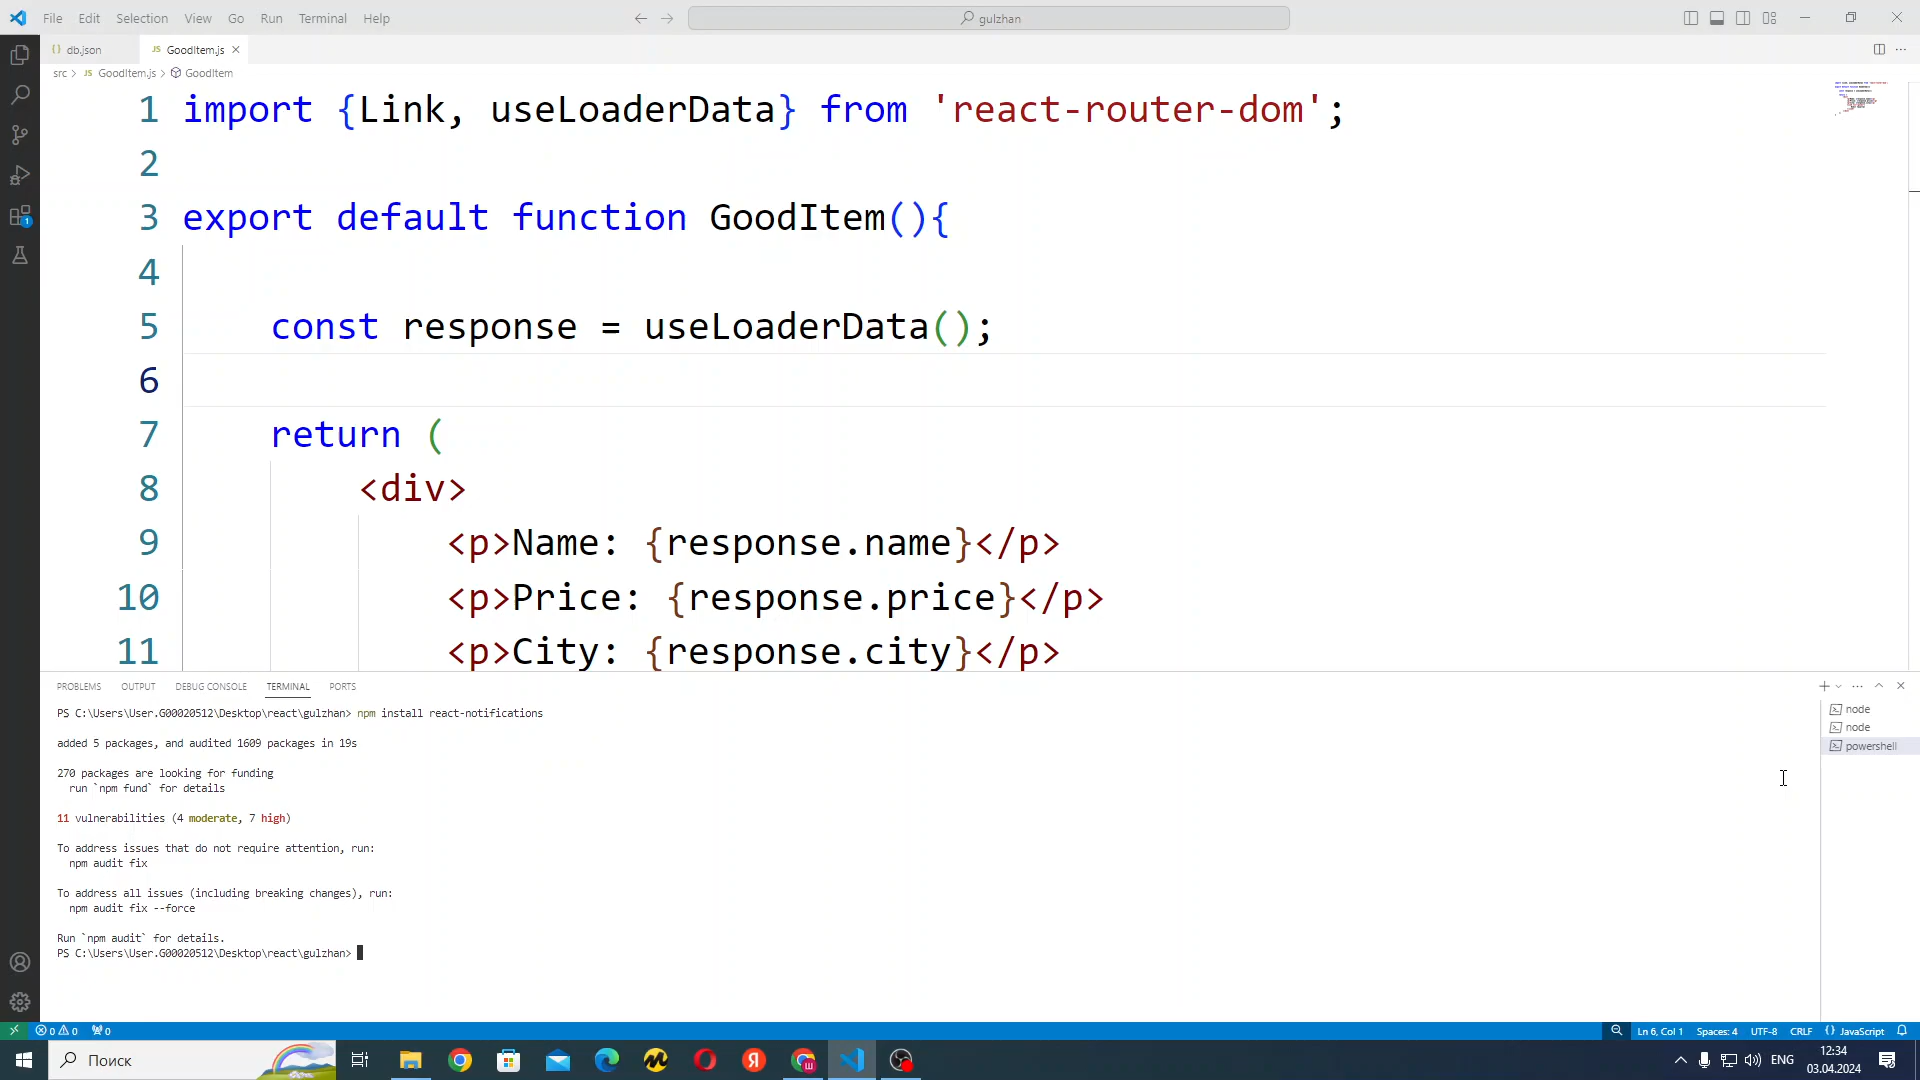 File Edit Selection View Go Run Terminal Help
gulzhan
db.json
JS GoodItem.js
src > JS GoodItem.js > GoodItem
1 import {Link, useLoaderData} from 'react-router-dom';
2
3 export default function GoodItem(){
4
5 const response = useLoaderData();
6
7 return (
8 <div>
9 <p>Name: {response.name}</p>
10 <p>Price: {response.price}</p>
11 <p>City: {response.city}</p>
1
PROBLEMS OUTPUT DEBUG CONSOLE TERMINAL PORTS
PS C:\Users\User.G00020512\Desktop\react\gulzhan> npm install react-notifications
added 5 packages, and audited 1609 packages in 19s
270 packages are looking for funding
run `npm fund` for details
11 vulnerabilities (4 moderate, 7 high)
To address issues that do not require attention, run:
npm audit fix
To address all issues (including breaking changes), run:
npm audit fix --force
Run `npm audit` for details.
PS C:\Users\User.G00020512\Desktop\react\gulzhan>
node
node
powershell
0 0 0
Ln 6, Col 1 Spaces: 4 UTF-8 CRLF {} JavaScript
Поиск
ENG
12:34
03.04.2024